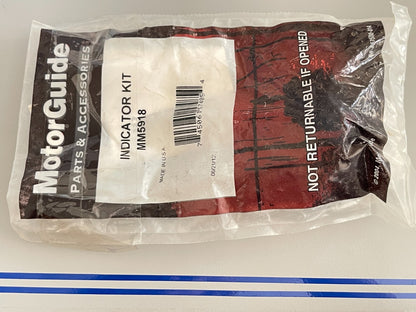 MotorGuide
PARTS & ACCESSORIES
INDICATOR KIT
MM5918
MADE IN U.S.A.
NOT RETURNABLE IF OPENED